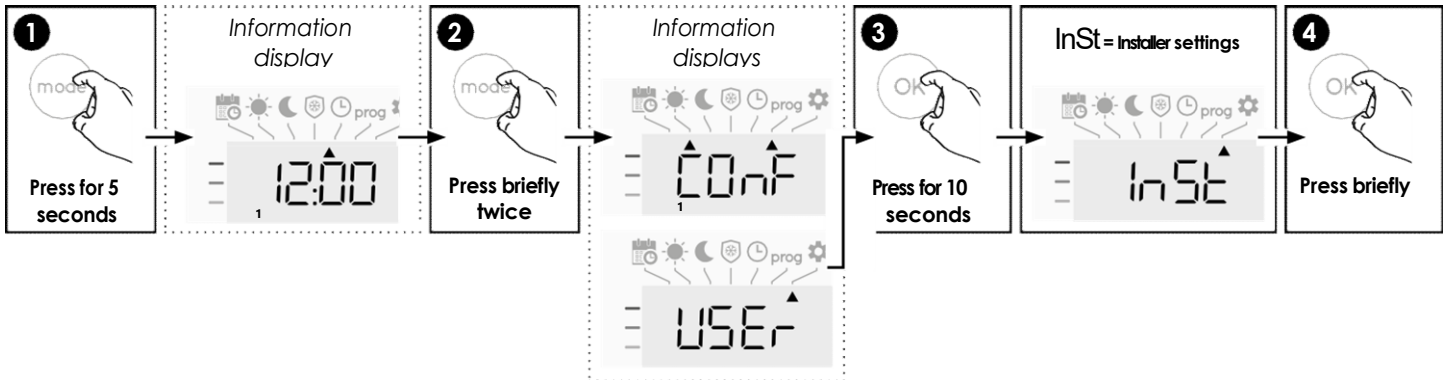 1
mode
Press for 5
seconds
Information
display
prog
12:00
1
2
mode
Press briefly
twice
Information
displays
prog
COnF
1
prog
USEr
3
OK
Press for 10
seconds
InSt = Installer settings
prog
InSt
4
OK
Press briefly